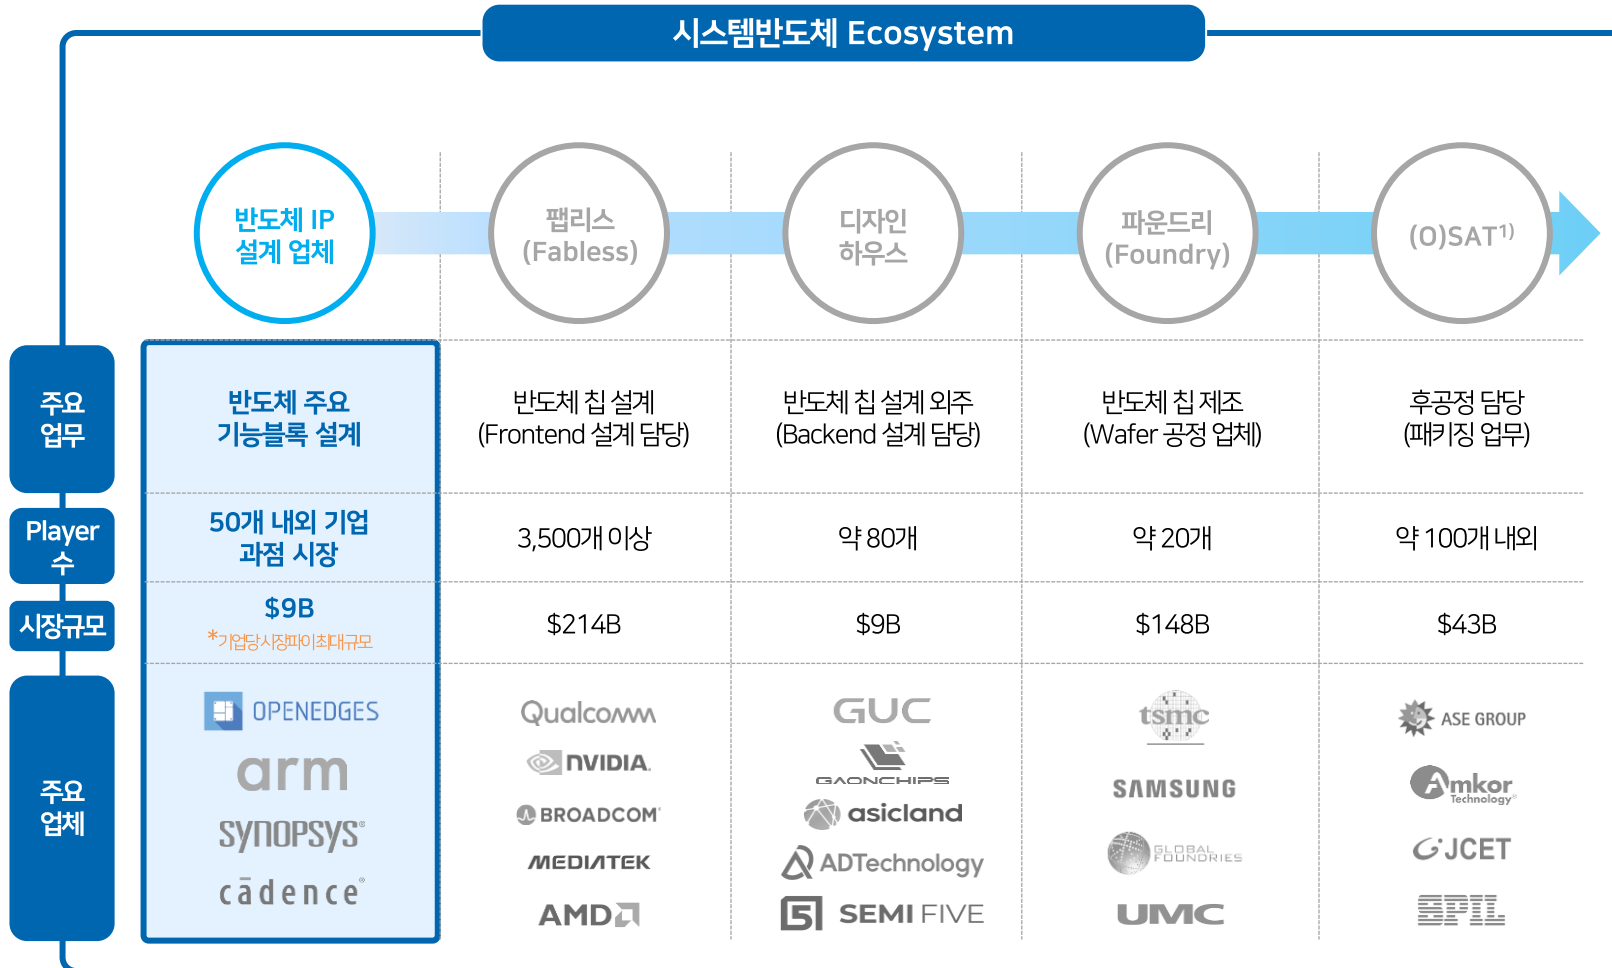 시스템반도체 Ecosystem
반도체 IP
설계 업체
팹리스
(Fabless)
디자인
하우스
파운드리
(Foundry)
(O)SAT1)
주요
업무
반도체 주요
기능블록 설계
반도체 칩 설계
(Frontend 설계 담당)
반도체 칩 설계 외주
(Backend 설계 담당)
반도체 칩 제조
(Wafer 공정 업체)
후공정 담당
(패키징 업무)
Player
수
50개 내외 기업
과점 시장
3,500개 이상
약 80개
약 20개
약 100개 내외
시장규모
$9B
*기업당 시장파이 최대 규모
$214B
$9B
$148B
$43B
주요
업체
OPENEDGES
arm
SYNOPSYS®
cādence®
Qualcomm
NVIDIA.
BROADCOM®
MEDIATEK
AMD
GUC
GAONCHIPS
asicland
ADTechnology
SEMIFIVE
tsmc
SAMSUNG
GLOBAL
FOUNDRIES
UMC
ASE GROUP
Amkor
Technology®
JCET
SPIL